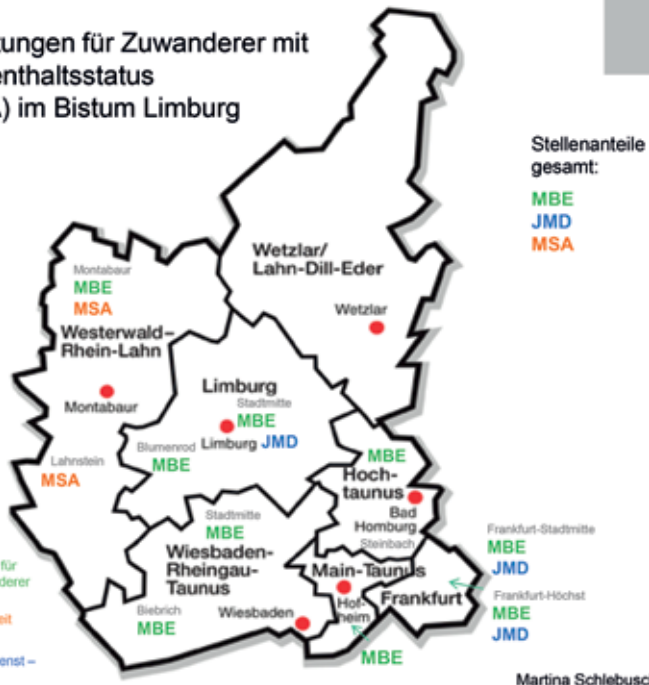 tungen für Zuwanderer mit
enthaltsstatus
) im Bistum Limburg
Stellenanteile
gesamt:
MBE
JMD
MSA
Wetzlar/
Lahn-Dill-Eder
Wetzlar
Montabaur
MBE
MSA
Westerwald–
Rhein-Lahn
Montabaur
Lahnstein
MSA
Limburg
Stadtmitte
MBE
Limburg JMD
Blumenrod
MBE
MBE
Hoch-
taunus
Bad
Homburg
Steinbach
Stadtmitte
MBE
Wiesbaden-
Rheingau-
Taunus
Biebrich
MBE
Wiesbaden
Main-Taunus
Hof-
heim
MBE
Frankfurt
Frankfurt-Stadtmitte
MBE
JMD
Frankfurt-Höchst
MBE
JMD
für
derer
eit
enst –
Martina Schlebusc